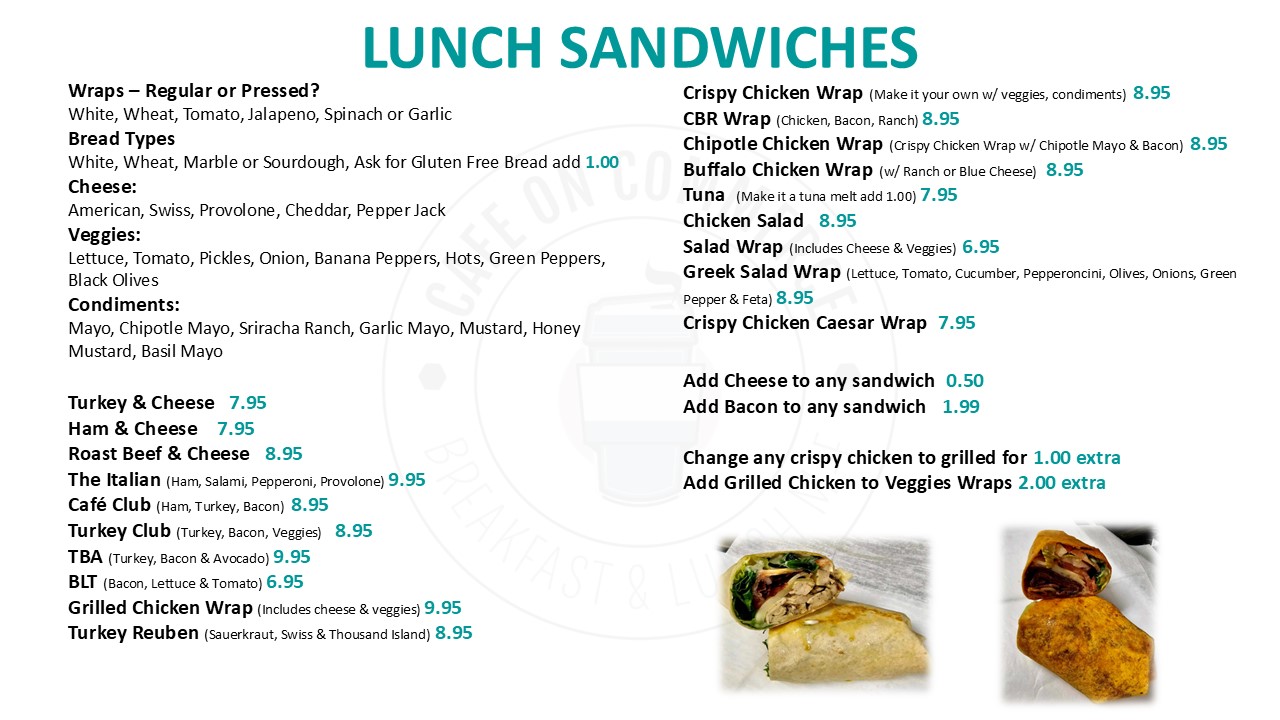 LUNCH SANDWICHES
Wraps – Regular or Pressed?
White, Wheat, Tomato, Jalapeno, Spinach or Garlic
Bread Types
White, Wheat, Marble or Sourdough, Ask for Gluten Free Bread add 1.00
Cheese:
American, Swiss, Provolone, Cheddar, Pepper Jack
Veggies:
Lettuce, Tomato, Pickles, Onion, Banana Peppers, Hots, Green Peppers,
Black Olives
Condiments:
Mayo, Chipotle Mayo, Sriracha Ranch, Garlic Mayo, Mustard, Honey
Mustard, Basil Mayo
Turkey & Cheese 7.95
Ham & Cheese 7.95
Roast Beef & Cheese 8.95
The Italian (Ham, Salami, Pepperoni, Provolone) 9.95
Café Club (Ham, Turkey, Bacon) 8.95
Turkey Club (Turkey, Bacon, Veggies) 8.95
TBA (Turkey, Bacon & Avocado) 9.95
BLT (Bacon, Lettuce & Tomato) 6.95
Grilled Chicken Wrap (Includes cheese & veggies) 9.95
Turkey Reuben (Sauerkraut, Swiss & Thousand Island) 8.95
Crispy Chicken Wrap (Make it your own w/ veggies, condiments) 8.95
CBR Wrap (Chicken, Bacon, Ranch) 8.95
Chipotle Chicken Wrap (Crispy Chicken Wrap w/ Chipotle Mayo & Bacon) 8.95
Buffalo Chicken Wrap (w/ Ranch or Blue Cheese) 8.95
Tuna (Make it a tuna melt add 1.00) 7.95
Chicken Salad 8.95
Salad Wrap (Includes Cheese & Veggies) 6.95
Greek Salad Wrap (Lettuce, Tomato, Cucumber, Pepperoncini, Olives, Onions, Green
Pepper & Feta) 8.95
Crispy Chicken Caesar Wrap 7.95
Add Cheese to any sandwich 0.50
Add Bacon to any sandwich 1.99
Change any crispy chicken to grilled for 1.00 extra
Add Grilled Chicken to Veggies Wraps 2.00 extra
CAFE ON
BREAKFAST &